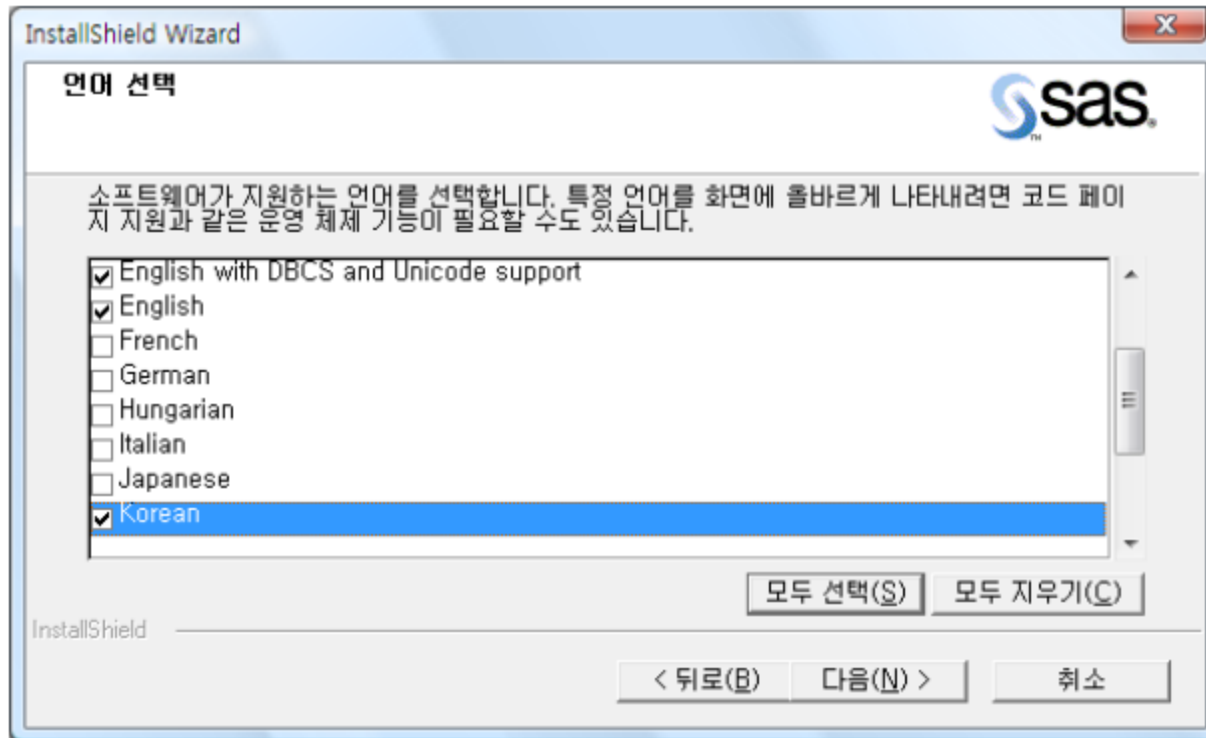 InstallShield Wizard
언어 선택
sas.
TM
®
소프트웨어가 지원하는 언어를 선택합니다. 특정 언어를 화면에 올바르게 나타내려면 코드 페이
지 지원과 같은 운영 체제 기능이 필요할 수도 있습니다.
English with DBCS and Unicode support
English
French
German
Hungarian
Italian
Japanese
Korean
모두 선택(S) 모두 지우기(C)
InstallShield
< 뒤로(B) 다음(N) > 취소